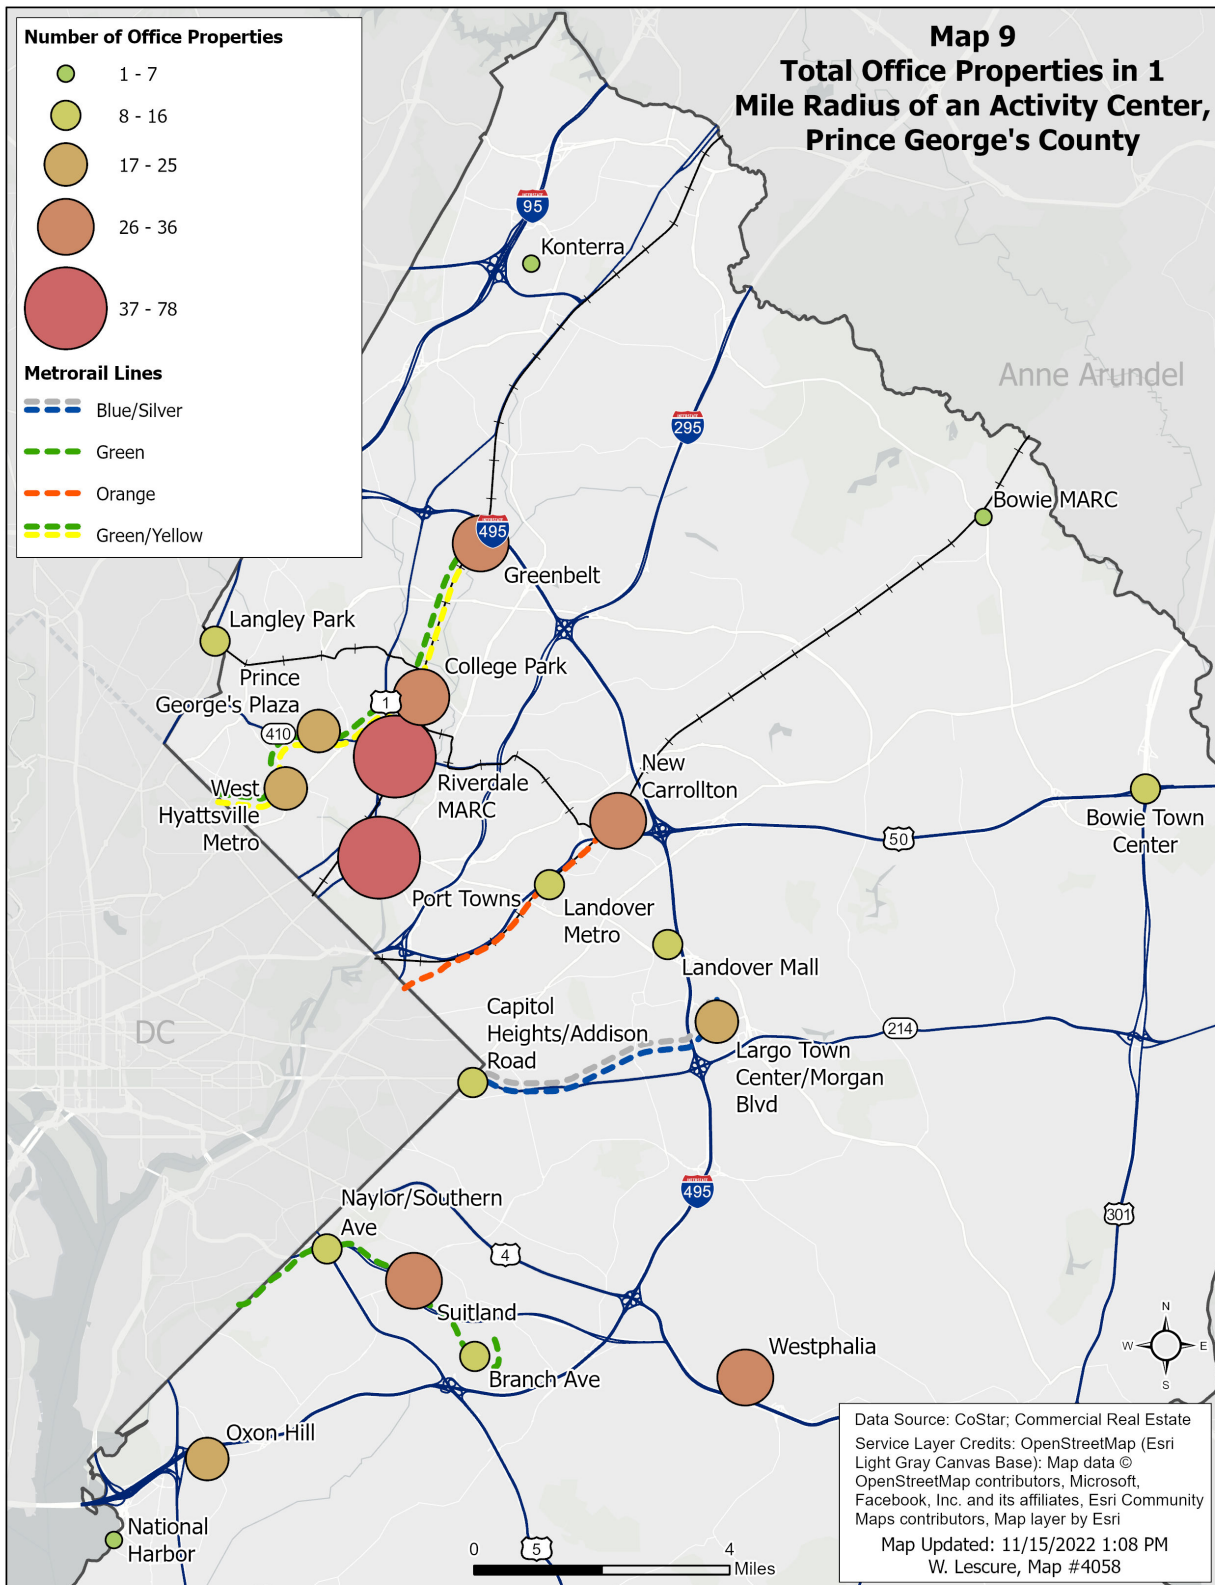 Map 9
Total Office Properties in 1
Mile Radius of an Activity Center,
Prince George's County
Number of Office Properties
1 - 7
8 - 16
17 - 25
26 - 36
37 - 78
Metrorail Lines
Blue/Silver
Green
Orange
Green/Yellow
INTERSTATE
95
Konterra
Anne Arundel
INTERSTATE
295
Bowie MARC
INTERSTATE
495
Greenbelt
Langley Park
College Park
Prince
George's Plaza
1
410
New
Carrollton
Riverdale
MARC
West
Hyattsville
Metro
50
Bowie Town
Center
Port Towns
Landover
Metro
Landover Mall
Capitol
Heights/Addison
Road
DC
214
Largo Town
Center/Morgan
Blvd
INTERSTATE
495
Naylor/Southern
Ave
301
4
Suitland
Westphalia
Branch Ave
N
W
E
S
Oxon Hill
National
Harbor
5
0
4
Miles
Data Source: CoStar; Commercial Real Estate
Service Layer Credits: OpenStreetMap (Esri
Light Gray Canvas Base): Map data ©
OpenStreetMap contributors, Microsoft,
Facebook, Inc. and its affiliates, Esri Community
Maps contributors, Map layer by Esri
Map Updated: 11/15/2022 1:08 PM
W. Lescure, Map #4058